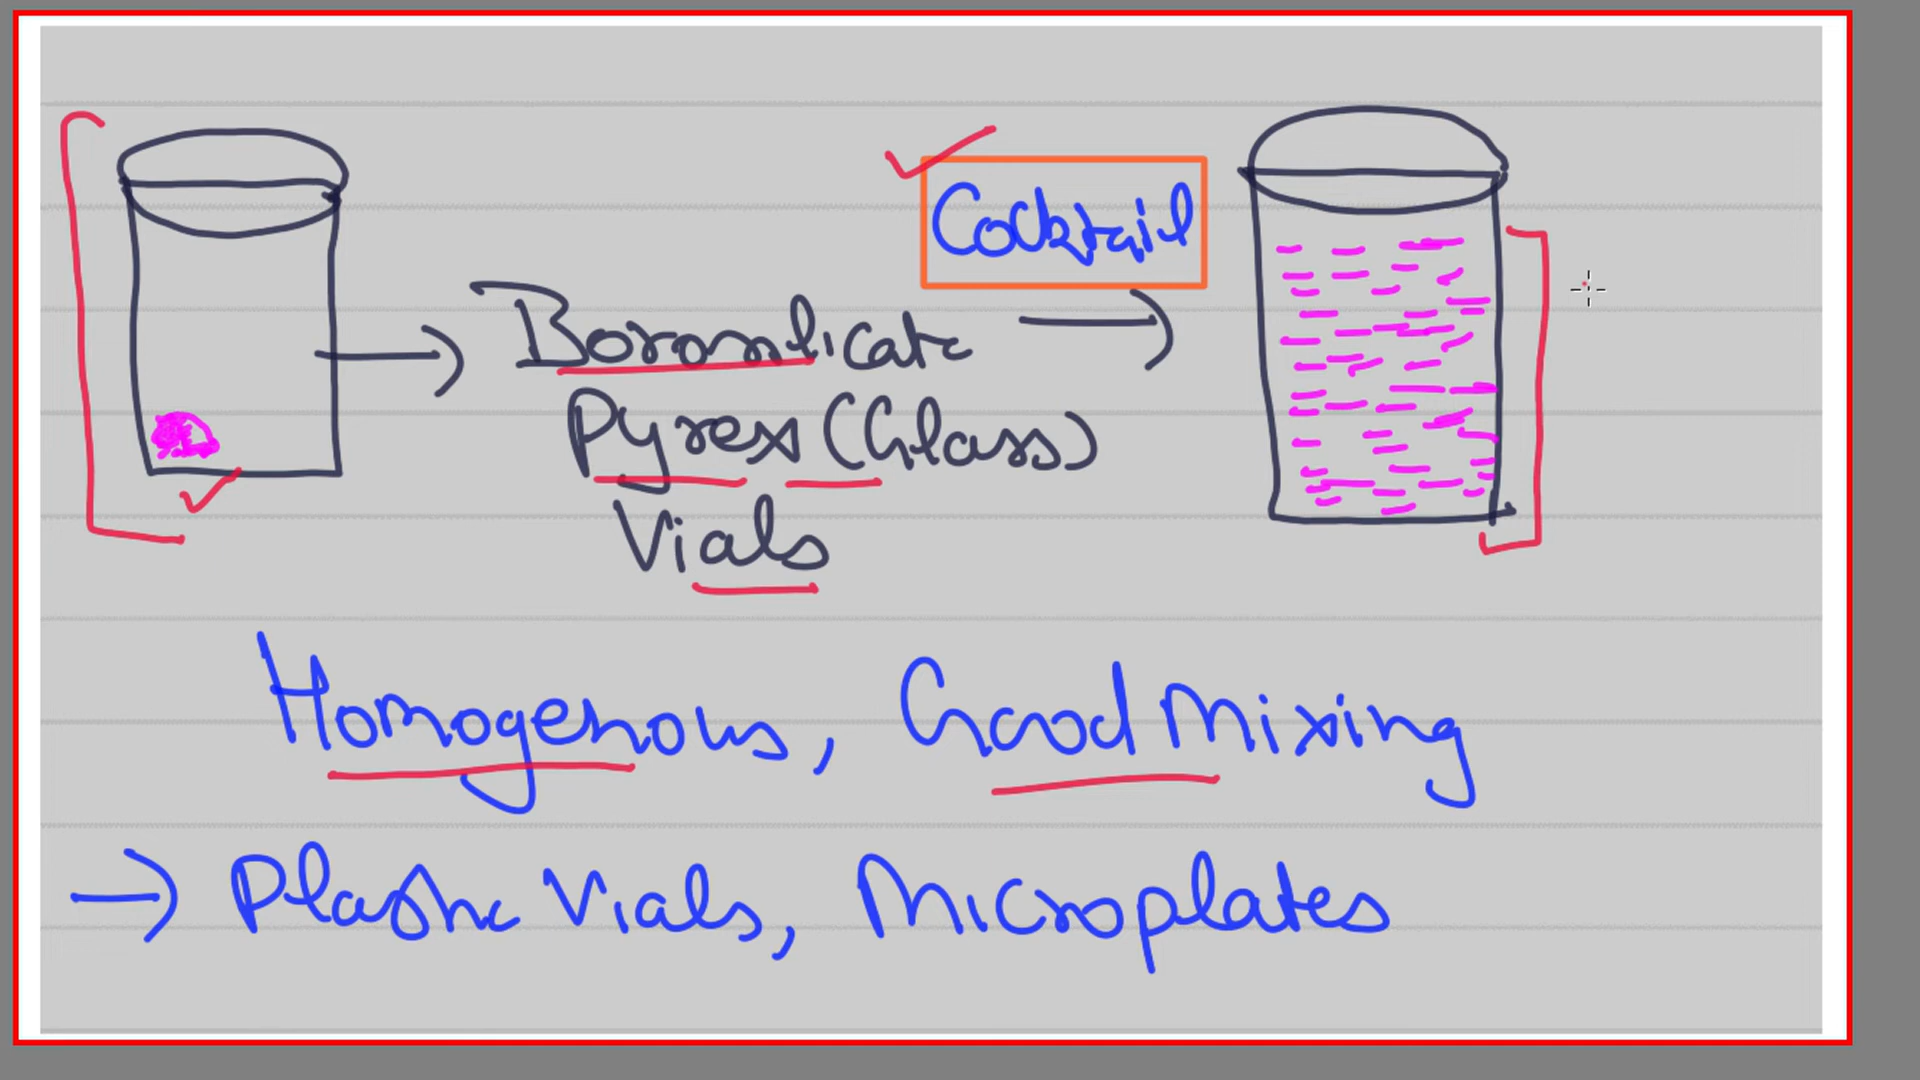 Cocktail
Borosilicate
Pyrex (Glass)
Vials
Homogenous, Good Mixing
→ Plastic Vials, Microplates